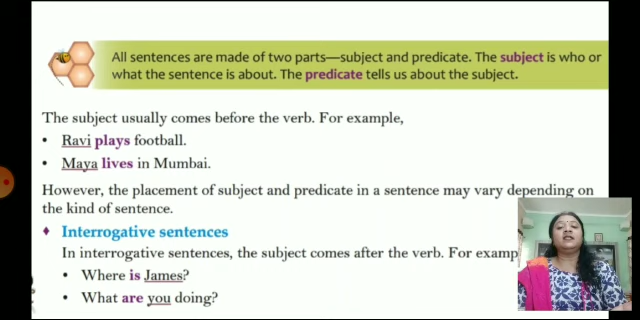 All sentences are made of two parts—subject and predicate. The subject is who or
what the sentence is about. The predicate tells us about the subject.
The subject usually comes before the verb. For example,
• Ravi plays football.
• Maya lives in Mumbai.
However, the placement of subject and predicate in a sentence may vary depending on
the kind of sentence.
♦ Interrogative sentences
In interrogative sentences, the subject comes after the verb. For examp
• Where is James?
• What are you doing?